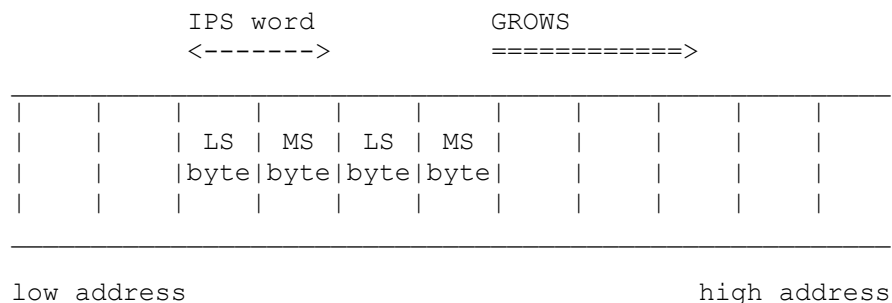 IPS word GROWS
<-------> ============>
| | | | | | | | | | |
| | | LS | MS | LS | MS | | | | |
| | |byte|byte|byte|byte| | | | |
| | | | | | | | | | |
low address high address